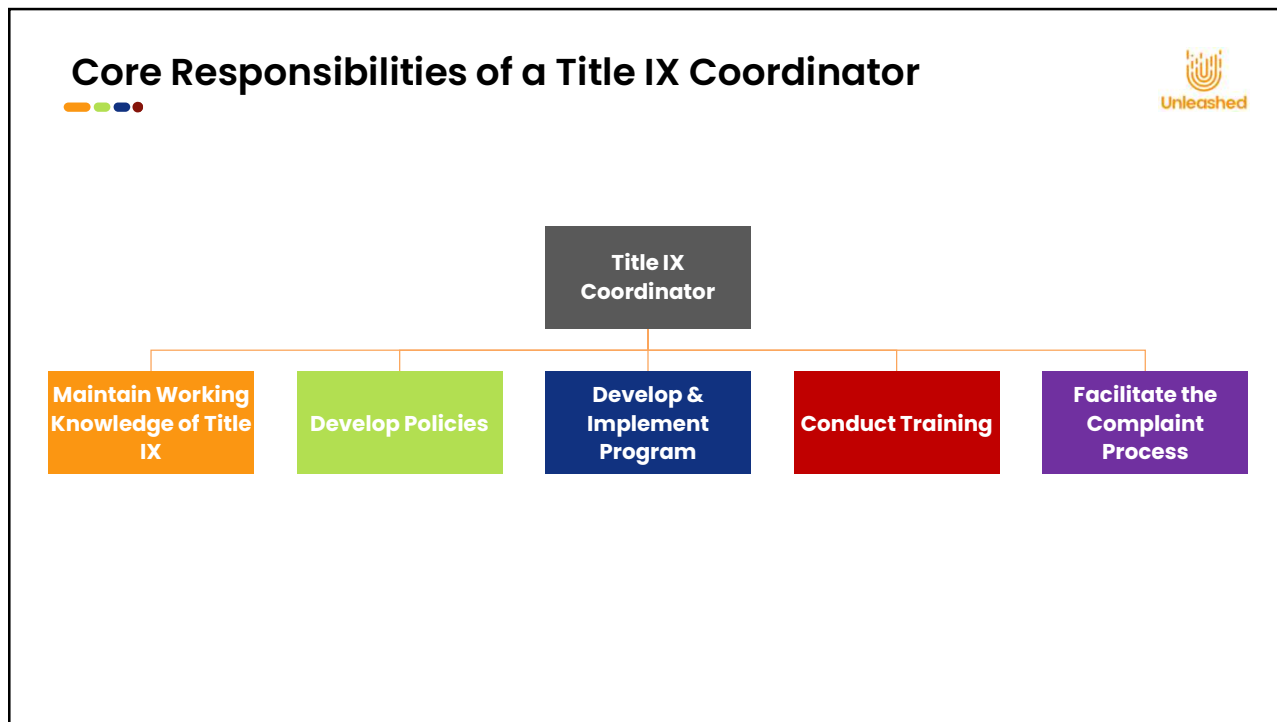 Core Responsibilities of a Title IX Coordinator
Unleashed
Title IX
Coordinator
Maintain Working
Knowledge of Title
IX
Develop Policies
Develop &
Implement
Program
Conduct Training
Facilitate the
Complaint
Process